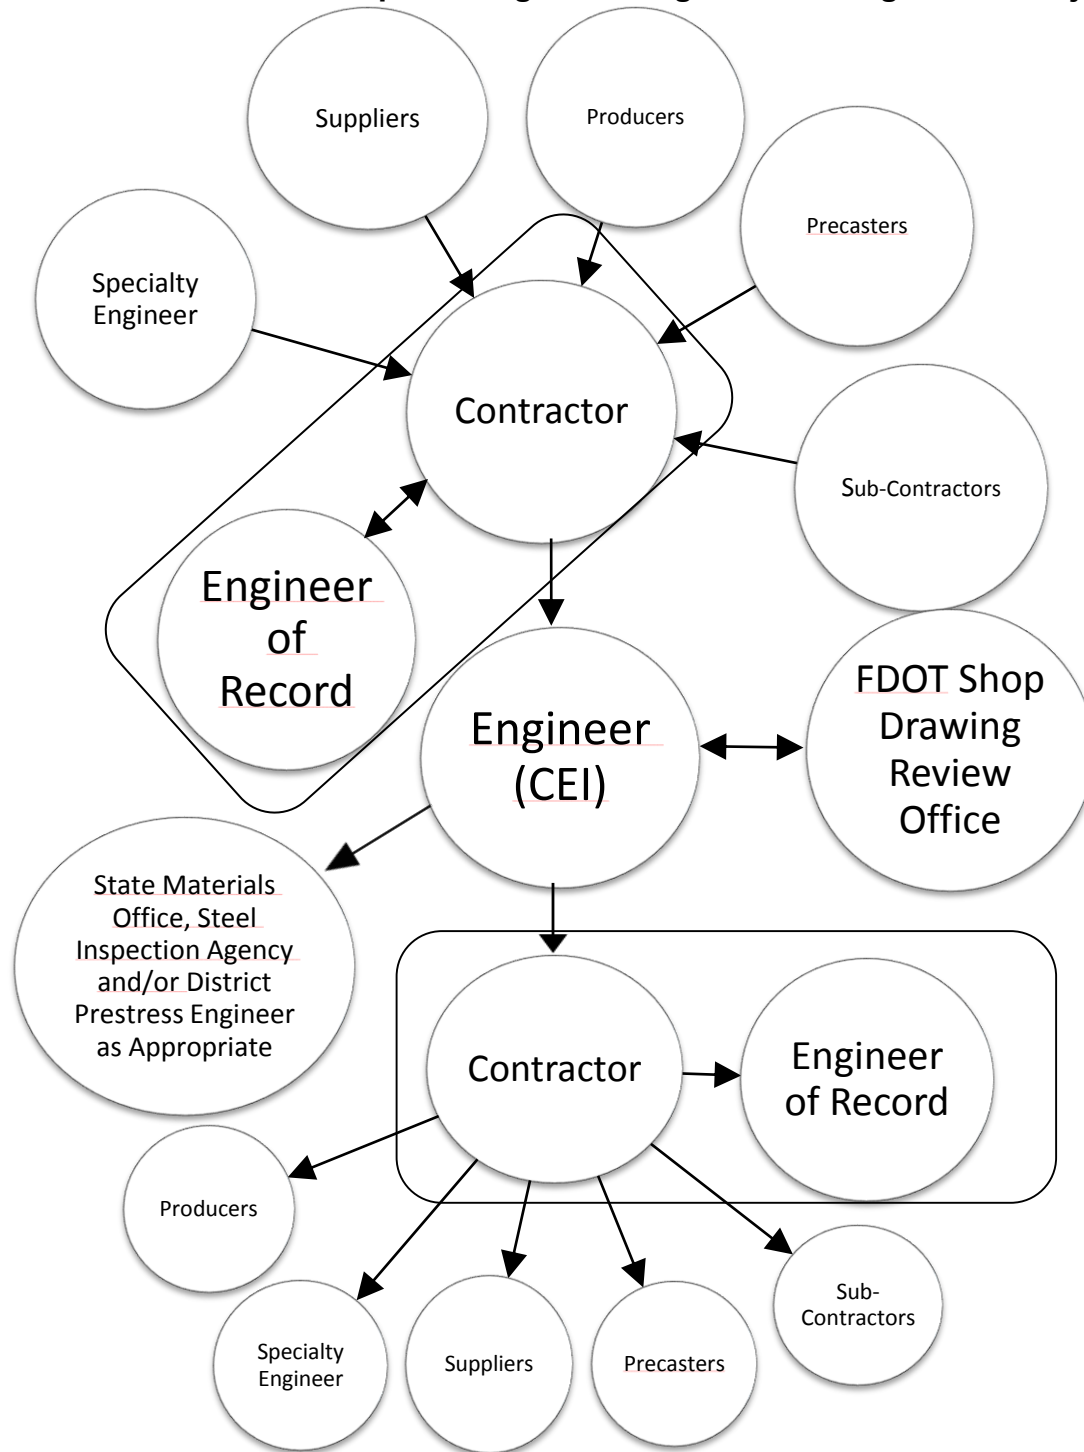 Suppliers
Producers
Precasters
Specialty
Engineer
Contractor
Sub-Contractors
Engineer
of
Record
FDOT Shop
Drawing
Review
Office
Engineer
(CEI)
State Materials
Office, Steel
Inspection Agency
and/or District
Prestress Engineer
as Appropriate
Contractor
Engineer
of Record
Producers
Sub-
Contractors
Specialty
Engineer
Suppliers
Precasters